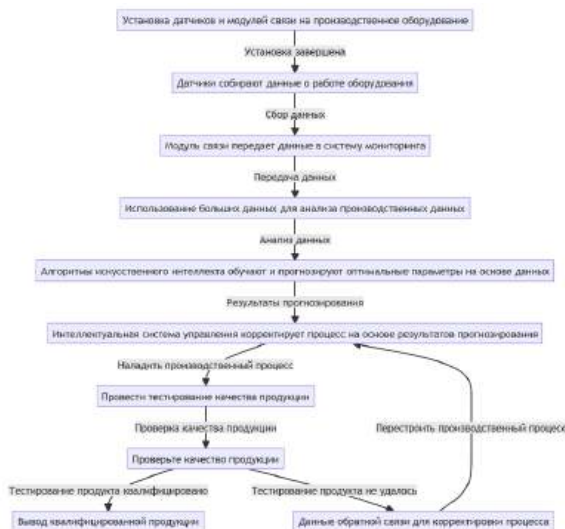 Установка датчиков и модулей связи на производственное оборудование
Установка завершена
Датчики собирают данные о работе оборудования
Сбор данных
Модуль связи передает данные в систему мониторинга
Передача данных
Использование больших данных для анализа производственных данных
Анализ данных
Алгоритмы искусственного интеллекта обучают и прогнозируют оптимальные параметры на основе данных
Результаты прогнозирования
Интеллектуальная система управления корректирует процесс на основе результатов прогнозирования
Наладить производственный процесс
Провести тестирование качества продукции
Проверка качества продукции
Перестроить производственный процесс
Проверьте качество продукции
Тестирование продукта квалифицировано
Тестирование продукта не удалось
Вывод квалифицированной продукции
Данные обратной связи для корректировки процесса